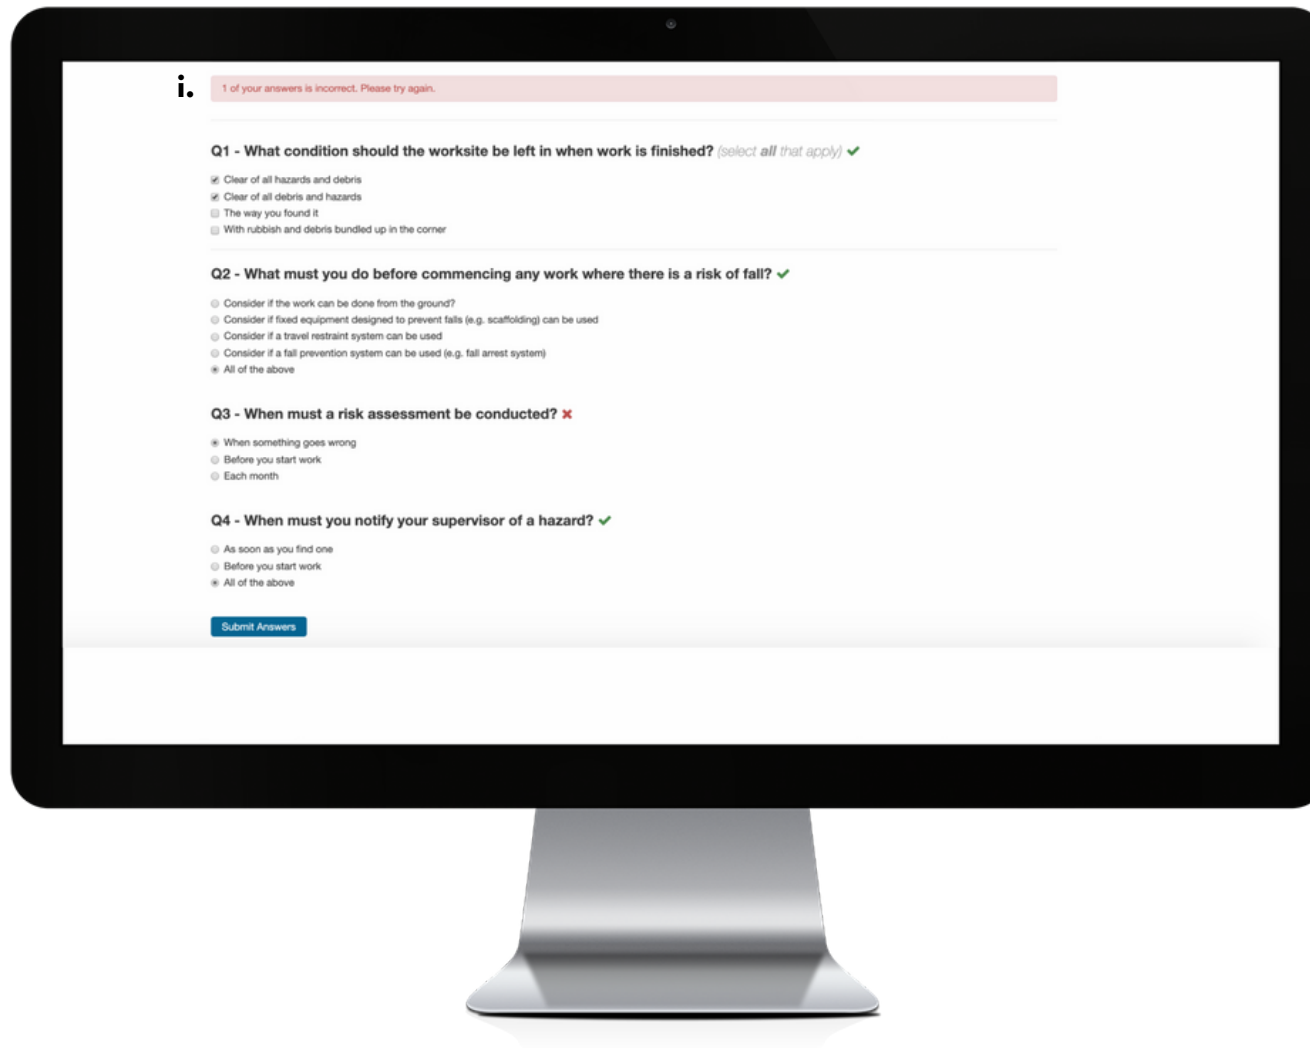 i.
1 of your answers is incorrect. Please try again.
Q1 - What condition should the worksite be left in when work is finished? (select all that apply)
Clear of all hazards and debris
Clear of all debris and hazards
The way you found it
With rubbish and debris bundled up in the corner
Q2 - What must you do before commencing any work where there is a risk of fall?
Consider if the work can be done from the ground?
Consider if fixed equipment designed to prevent falls (e.g. scaffolding) can be used
Consider if a travel restraint system can be used
Consider if a fall prevention system can be used (e.g. fall arrest system)
All of the above
Q3 - When must a risk assessment be conducted?
When something goes wrong
Before you start work
Each month
Q4 - When must you notify your supervisor of a hazard?
As soon as you find one
Before you start work
All of the above
Submit Answers